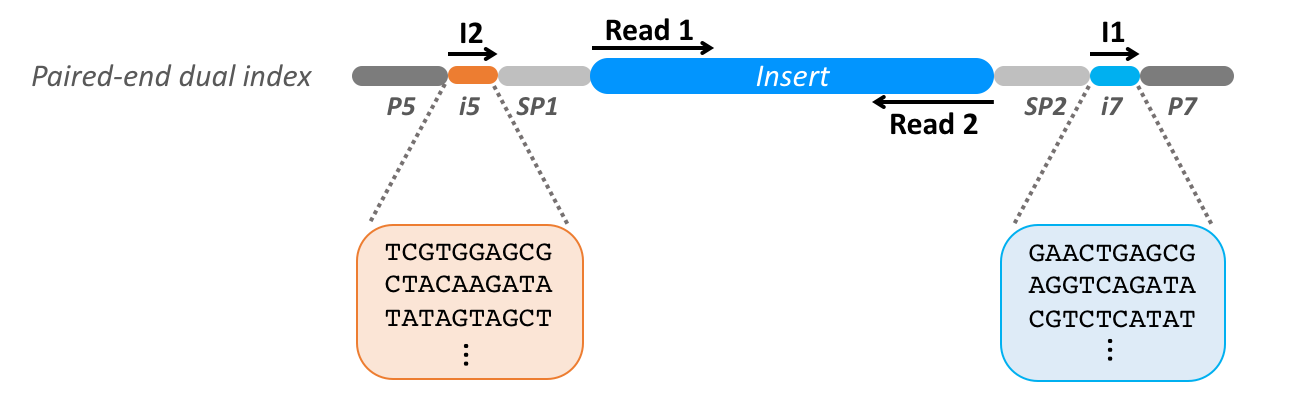 I2
Read 1
I1
Paired-end dual index
Insert
P5 i5 SP1
SP2 i7 P7
Read 2
TCGTGGAGCG
CTACAAGATA
TATAGTAGCT
⋮
GAACTGAGCG
AGGTCAGATA
CGTCTCATAT
⋮